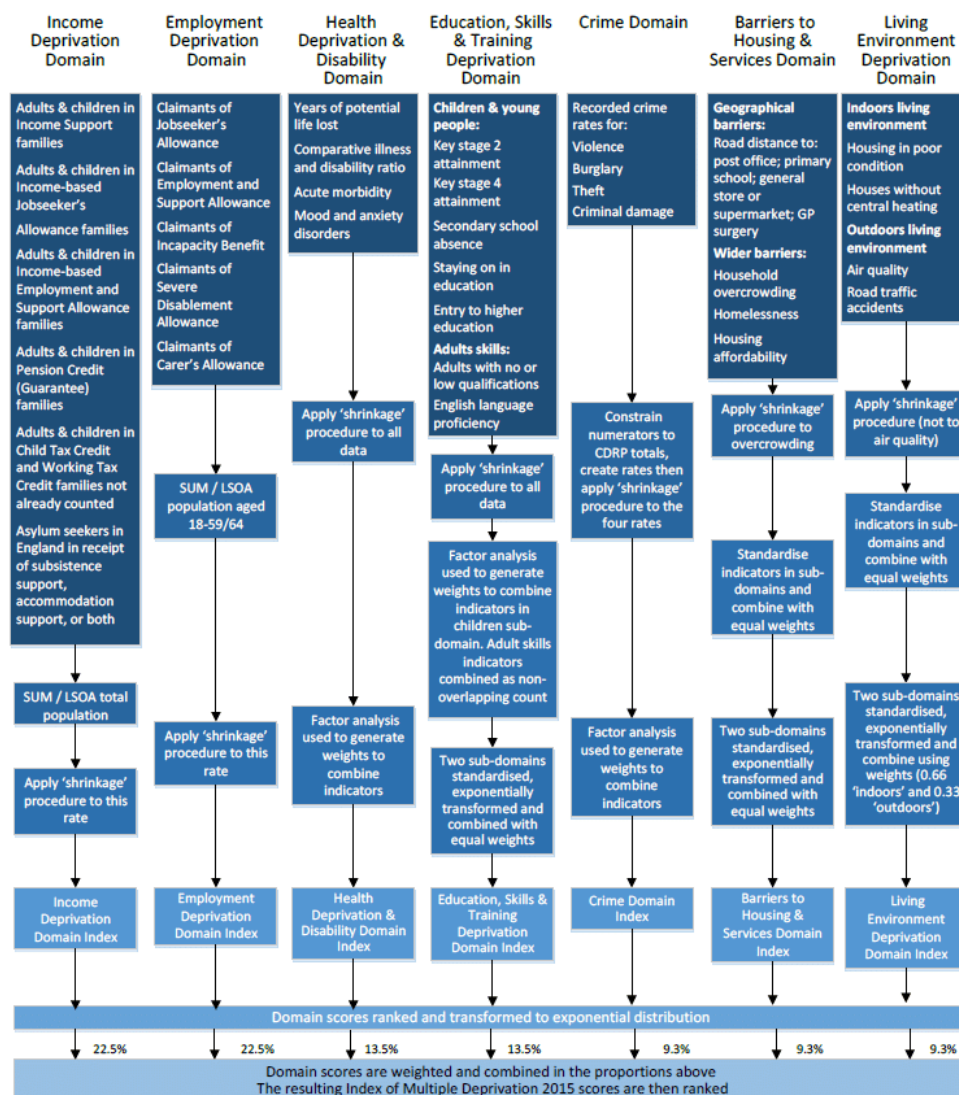 Income
Deprivation
Domain
Adults & children in
Income Support
families
Adults & children in
Income-based
Jobseeker's
Allowance families
Adults & children in
Income-based
Employment and
Support Allowance
families
Adults & children in
Pension Credit
(Guarantee)
families
Adults & children in
Child Tax Credit
and Working Tax
Credit families not
already counted
Asylum seekers in
England in receipt
of subsistence
support,
accommodation
support, or both
SUM / LSOA total
population
Apply 'shrinkage'
procedure to this
rate
Income
Deprivation
Domain Index
Employment
Deprivation
Domain
Claimants of
Jobseeker's
Allowance
Claimants of
Employment and
Support Allowance
Claimants of
Incapacity Benefit
Claimants of
Severe
Disablement
Allowance
Claimants of
Carer's Allowance
SUM / LSOA
population aged
18-59/64
Apply 'shrinkage'
procedure to this
rate
Employment
Deprivation
Domain Index
Health
Deprivation &
Disability
Domain
Years of potential
life lost
Comparative illness
and disability ratio
Acute morbidity
Mood and anxiety
disorders
Apply 'shrinkage'
procedure to all
data
Factor analysis
used to generate
weights to
combine
indicators
Health
Deprivation &
Disability Domain
Index
Education, Skills
& Training
Deprivation
Domain
Children & young
people:
Key stage 2
attainment
Key stage 4
attainment
Secondary school
absence
Staying on in
education
Entry to higher
education
Adults skills:
Adults with no or
low qualifications
English language
proficiency
Apply 'shrinkage'
procedure to all
data
Factor analysis
used to generate
weights to combine
indicators in
children sub-
domain. Adult skills
indicators
combined as non-
overlapping count
Two sub-domains
standardised,
exponentially
transformed and
combined with
equal weights
Education, Skills &
Training
Deprivation
Domain Index
Crime Domain
Recorded crime
rates for:
Violence
Burglary
Theft
Criminal damage
Constrain
numerators to
CDRP totals,
create rates then
apply 'shrinkage'
procedure to the
four rates
Factor analysis
used to generate
weights to
combine
indicators
Crime Domain
Index
Barriers to
Housing &
Services Domain
Geographical
barriers:
Road distance to:
post office; primary
school; general
store or
supermarket; GP
surgery
Wider barriers:
Household
overcrowding
Homelessness
Housing
affordability
Apply 'shrinkage'
procedure to
overcrowding
Standardise
indicators in sub-
domains and
combine with
equal weights
Two sub-domains
standardised,
exponentially
transformed and
combined with
equal weights
Barriers to
Housing &
Services Domain
Index
Living
Environment
Deprivation
Domain
Indoors living
environment
Housing in poor
condition
Houses without
central heating
Outdoors living
environment
Air quality
Road traffic
accidents
Apply 'shrinkage'
procedure (not to
air quality)
Standardise
indicators in sub-
domains and
combine with
equal weights
Two sub-domains
standardised,
exponentially
transformed and
combine using
weights (0.66
'indoors' and 0.33
'outdoors')
Living
Environment
Deprivation
Domain Index
Domain scores ranked and transformed to exponential distribution
22.5% 22.5% 13.5% 13.5% 9.3% 9.3% 9.3%
Domain scores are weighted and combined in the proportions above
The resulting Index of Multiple Deprivation 2015 scores are then ranked